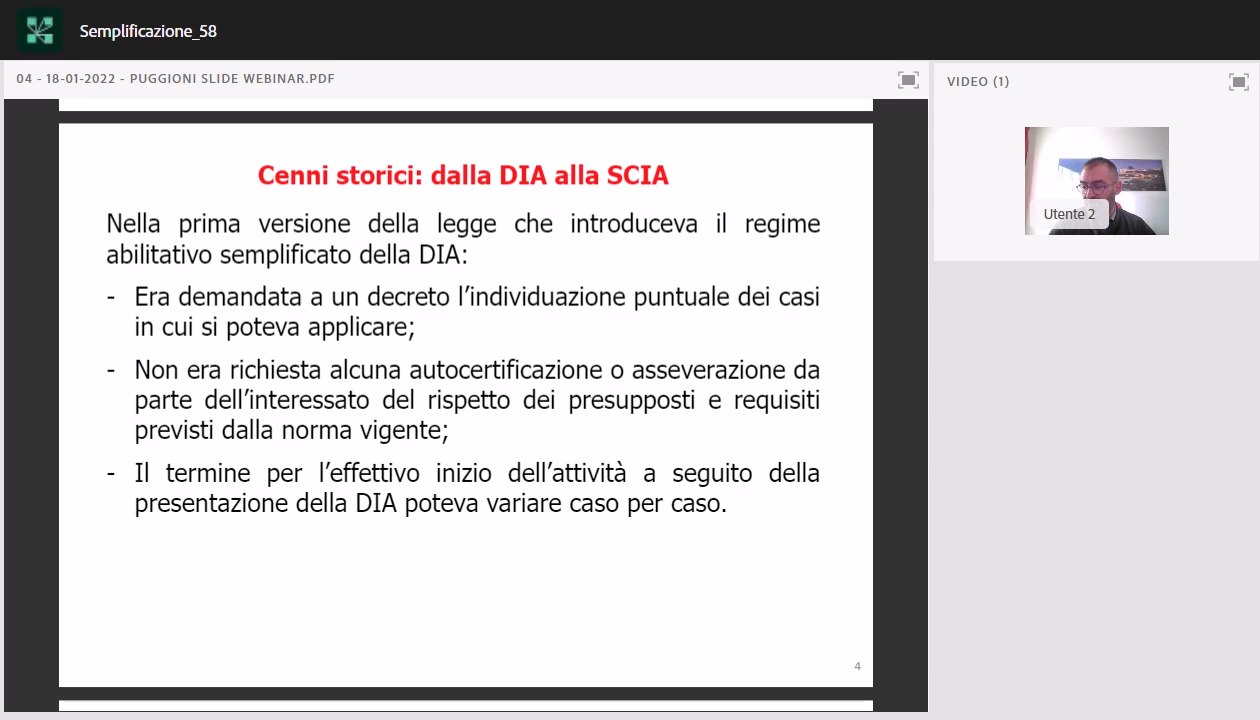 Semplificazione_58
04 - 18-01-2022 - PUGGIONI SLIDE WEBINAR.PDF
VIDEO (1)
Utente 2
Cenni storici: dalla DIA alla SCIA
Nella prima versione della legge che introduceva il regime
abilitativo semplificato della DIA:
- Era demandata a un decreto l’individuazione puntuale dei casi
in cui si poteva applicare;
- Non era richiesta alcuna autocertificazione o asseverazione da
parte dell’interessato del rispetto dei presupposti e requisiti
previsti dalla norma vigente;
- Il termine per l’effettivo inizio dell’attività a seguito della
presentazione della DIA poteva variare caso per caso.
4